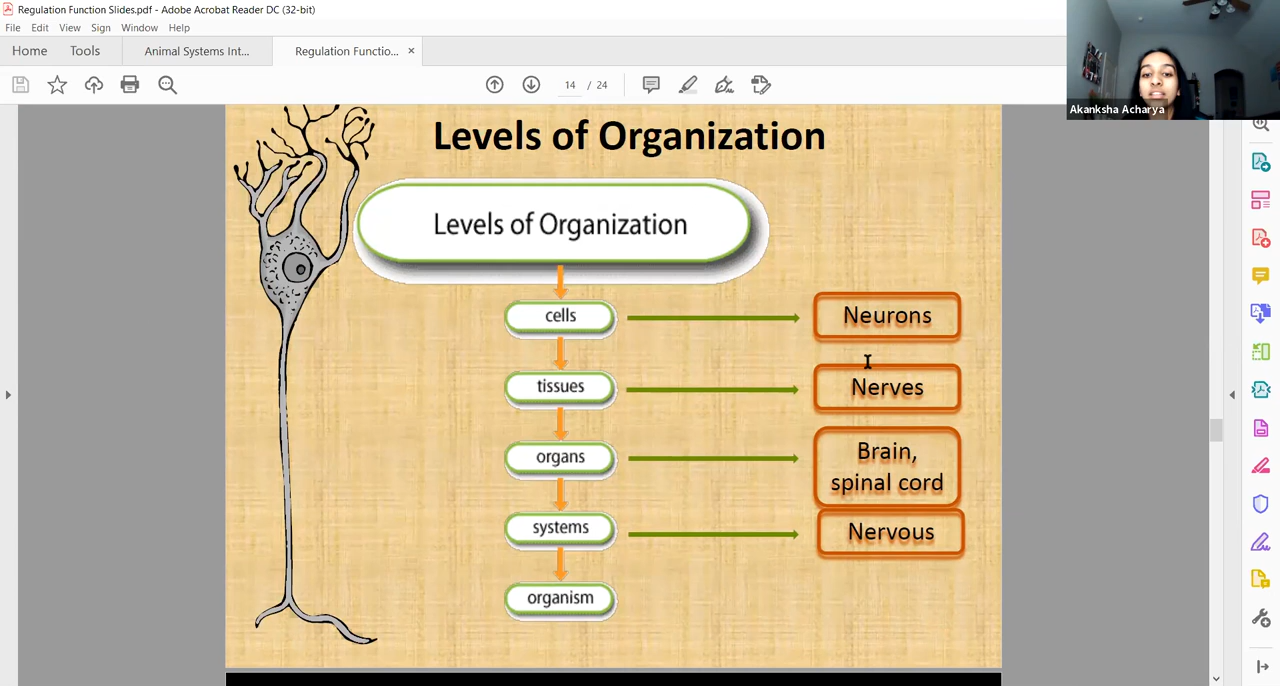 Regulation Function Slides.pdf - Adobe Acrobat Reader DC (32-bit)
File Edit View Sign Window Help
Home Tools Animal Systems Int... Regulation Functio... ×
14 / 24
Akanksha Acharya
Levels of Organization
Levels of Organization
cells
Neurons
tissues
Nerves
organs
Brain,
spinal cord
systems
Nervous
organism